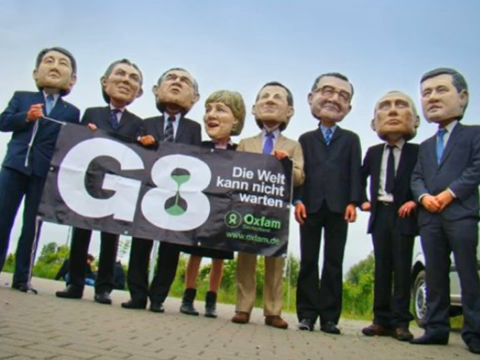 G8
Die Welt
kann nicht
warten
Oxfam
www.oxfam.de